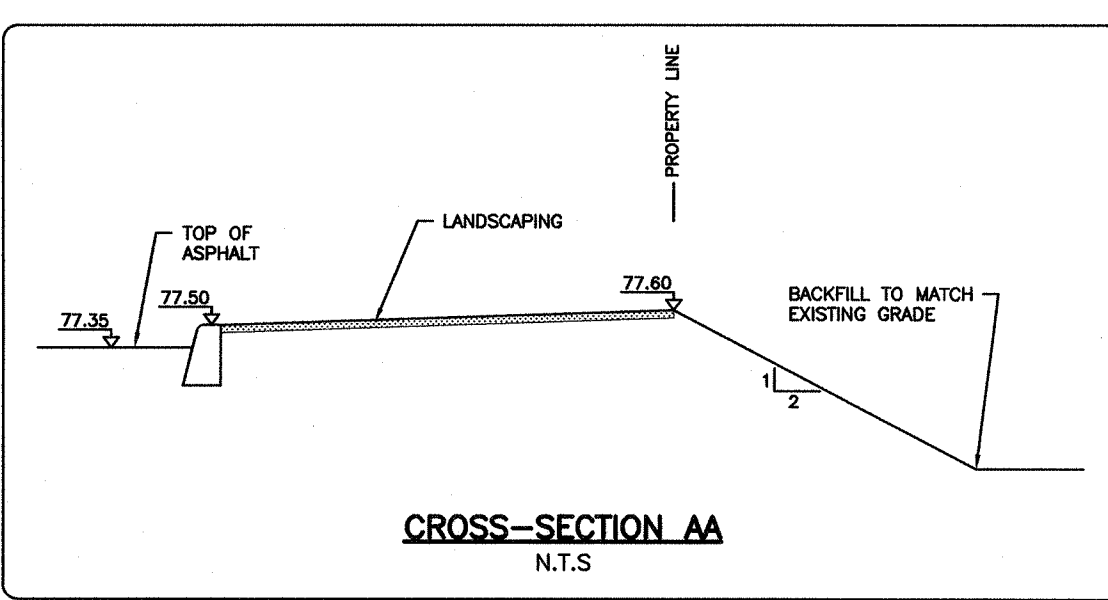 PROPERTY LINE
TOP OF
ASPHALT
LANDSCAPING
77.35
77.50
77.60
BACKFILL TO MATCH
EXISTING GRADE
1
2
CROSS-SECTION AA
N.T.S